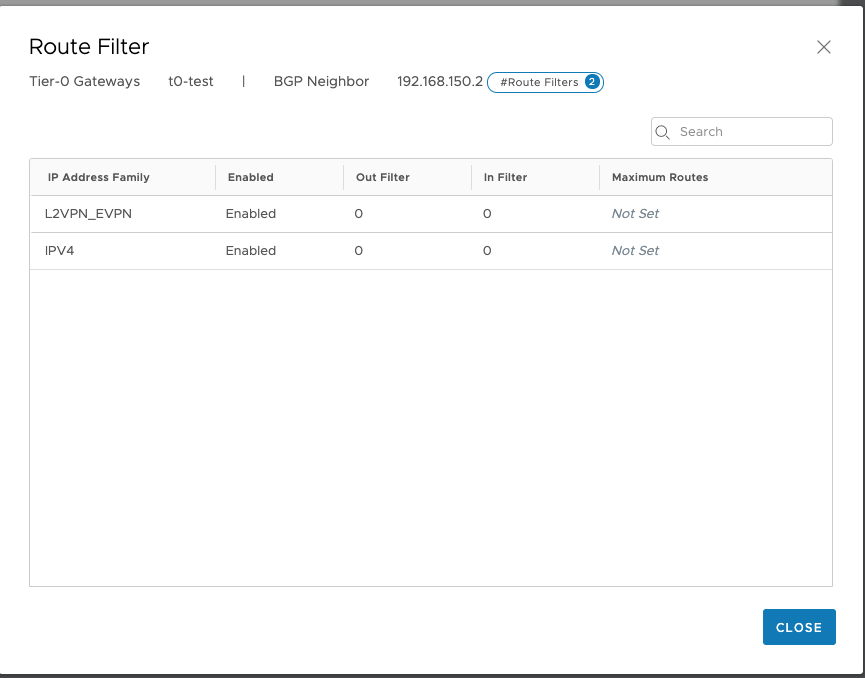 Route Filter
Tier-0 Gateways t0-test | BGP Neighbor 192.168.150.2 #Route Filters 2
Search
IP Address Family Enabled Out Filter In Filter Maximum Routes
L2VPN_EVPN Enabled 0 0 Not Set
IPV4 Enabled 0 0 Not Set
CLOSE